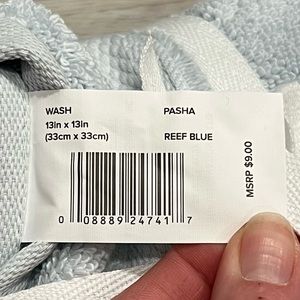 WASH
PASHA
13in x 13in
(33cm x 33cm)
REEF BLUE
MSRP $9.00
0 08889 24741 7